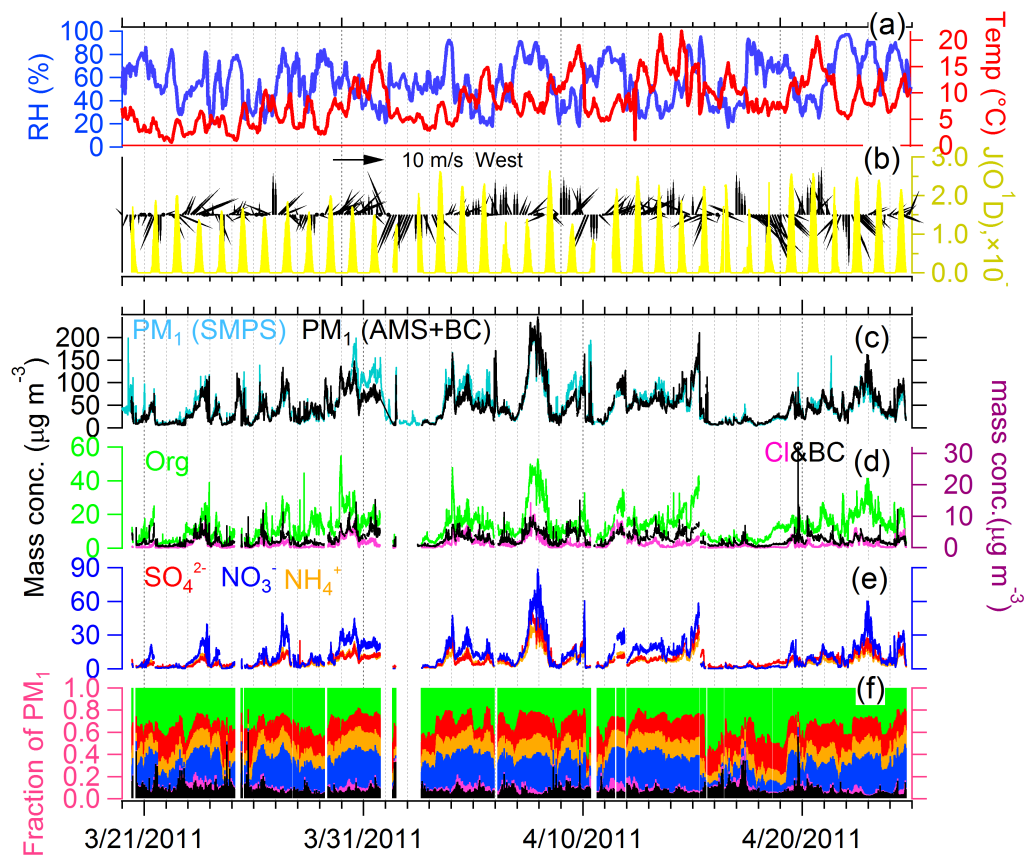 (a)
RH (%)
100
80
60
40
20
0
20
15
10
5
0
Temp (°C)
(b)
10 m/s West
3.0
2.0
1.0
0.0
J(O¹D),×10⁻
PM₁ (SMPS) PM₁ (AMS+BC)
(c)
200
150
100
50
0
Mass conc. (µg m⁻³)
Org
Cl&BC
(d)
60
40
20
0
30
20
10
0
mass conc.(µg m⁻³)
SO₄²⁻ NO₃⁻ NH₄⁺
(e)
90
60
30
0
(f)
Fraction of PM₁
1.0
0.8
0.6
0.4
0.2
0.0
3/21/2011 3/31/2011 4/10/2011 4/20/2011